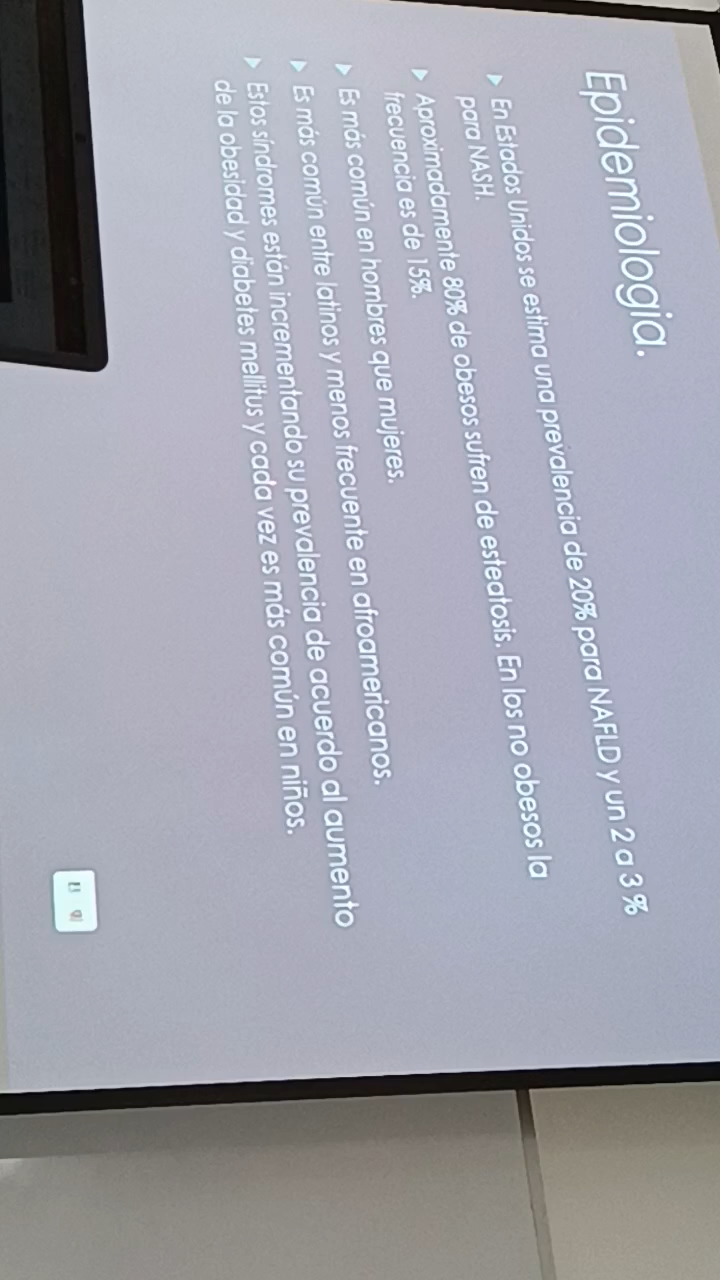 Epidemiologia.
En Estados Unidos se estima una prevalencia de 20% para NAFLD y un 2 a 3 %
para NASH.
Aproximadamente 80% de obesos sufren de esteatosis. En los no obesos la
frecuencia es de 15%.
Es más común en hombres que mujeres.
Es más común entre latinos y menos frecuente en afroamericanos.
Estos síndromes están incrementando su prevalencia de acuerdo al aumento
de la obesidad y diabetes mellitus y cada vez es más común en niños.